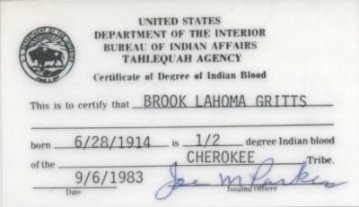 UNITED STATES
DEPARTMENT OF THE INTERIOR
BUREAU OF INDIAN AFFAIRS
TAHLEQUAH AGENCY
Certificate of Degree of Indian Blood
This is to certify that BROOK LAHOMA GRITTS
born 6/28/1914 is 1/2 degree Indian blood
of the CHEROKEE Tribe.
9/6/1983 Joe M Parker
Date Issuing Officer